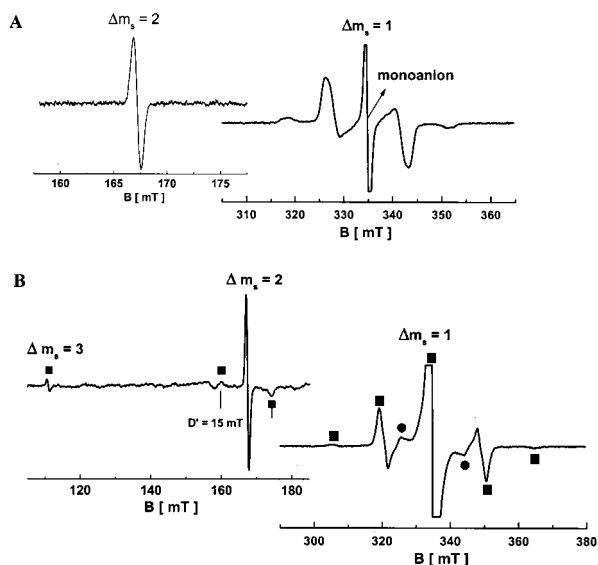 A
Δm_s = 2
Δm_s = 1
monoanion
160 165 170 175
B [ mT ]
310 320 330 340 350 360
B [ mT ]
B
Δ m_s = 2
Δ m_s = 3
Δm_s = 1
D' = 15 mT
120 140 160 180
B [ mT ]
300 320 340 360 380
B [ mT ]